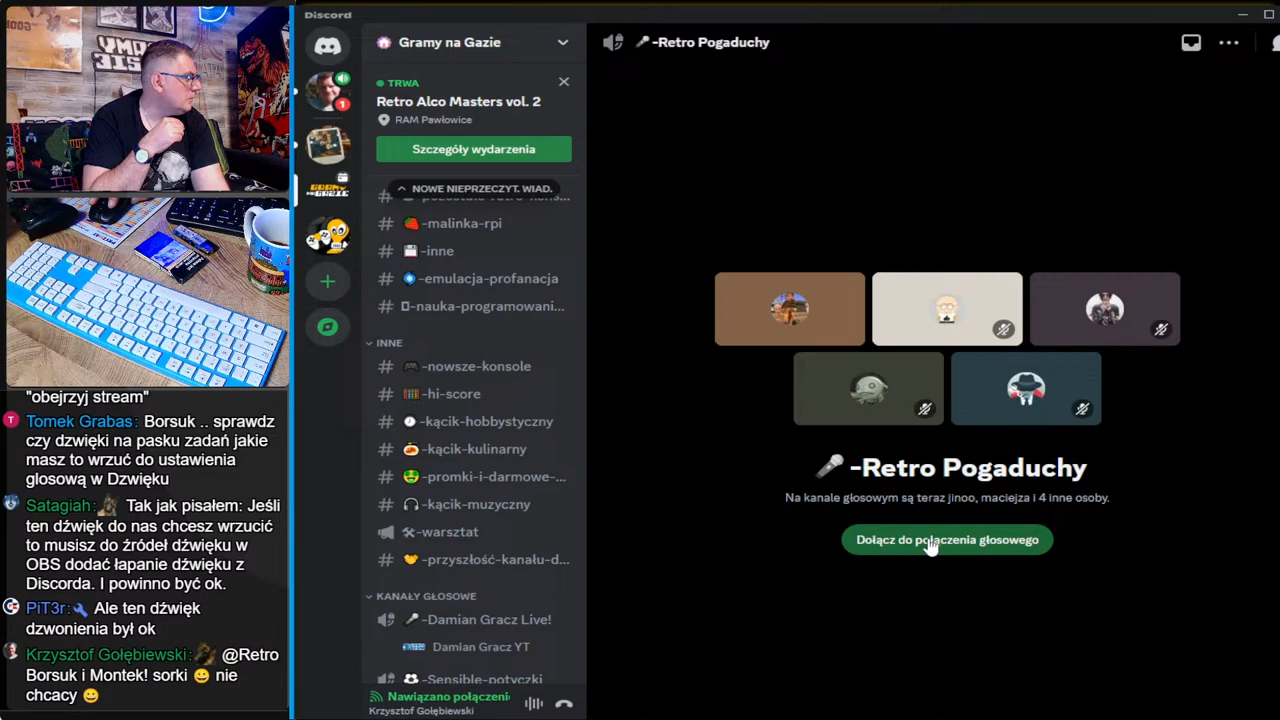 Discord
Gramy na Gazie
-Retro Pogaduchy
TRWA
1
Retro Alco Masters vol. 2
RAM Pawłowice
Szczegóły wydarzenia
NOWE NIEPRZECZYT. WIAD.
-malinka-rpi
-inne
-emulacja-profanacja
-nauka-programowani...
INNE
-nowsze-konsole
-hi-score
-kącik-hobbystyczny
-kącik-kulinarny
-promki-i-darmowe-...
-kącik-muzyczny
-warsztat
-przyszłość-kanału-d...
KANAŁY GŁOSOWE
-Damian Gracz Live!
Damian Gracz YT
-Sensible-potyczki
Nawiązano połączeni
Krzysztof Gołębiewski
-Retro Pogaduchy
Na kanale głosowym są teraz jinoo, maciejza i 4 inne osoby.
Dołącz do połączenia głosowego
"obejrzyj stream"
T Tomek Grabas: Borsuk .. sprawdz
czy dzwięki na pasku zadań jakie
masz to wrzuć do ustawienia
glosową w Dzwięku
Satagiah: Tak jak pisałem: Jeśli
ten dźwięk do nas chcesz wrzucić
to musisz do źródeł dźwięku w
OBS dodać łapanie dźwięku z
Discorda. I powinno być ok.
PiT3r: Ale ten dźwięk
dzwonienia był ok
Krzysztof Gołębiewski: @Retro
Borsuk i Montek! sorki 😀 nie
chcacy 😀